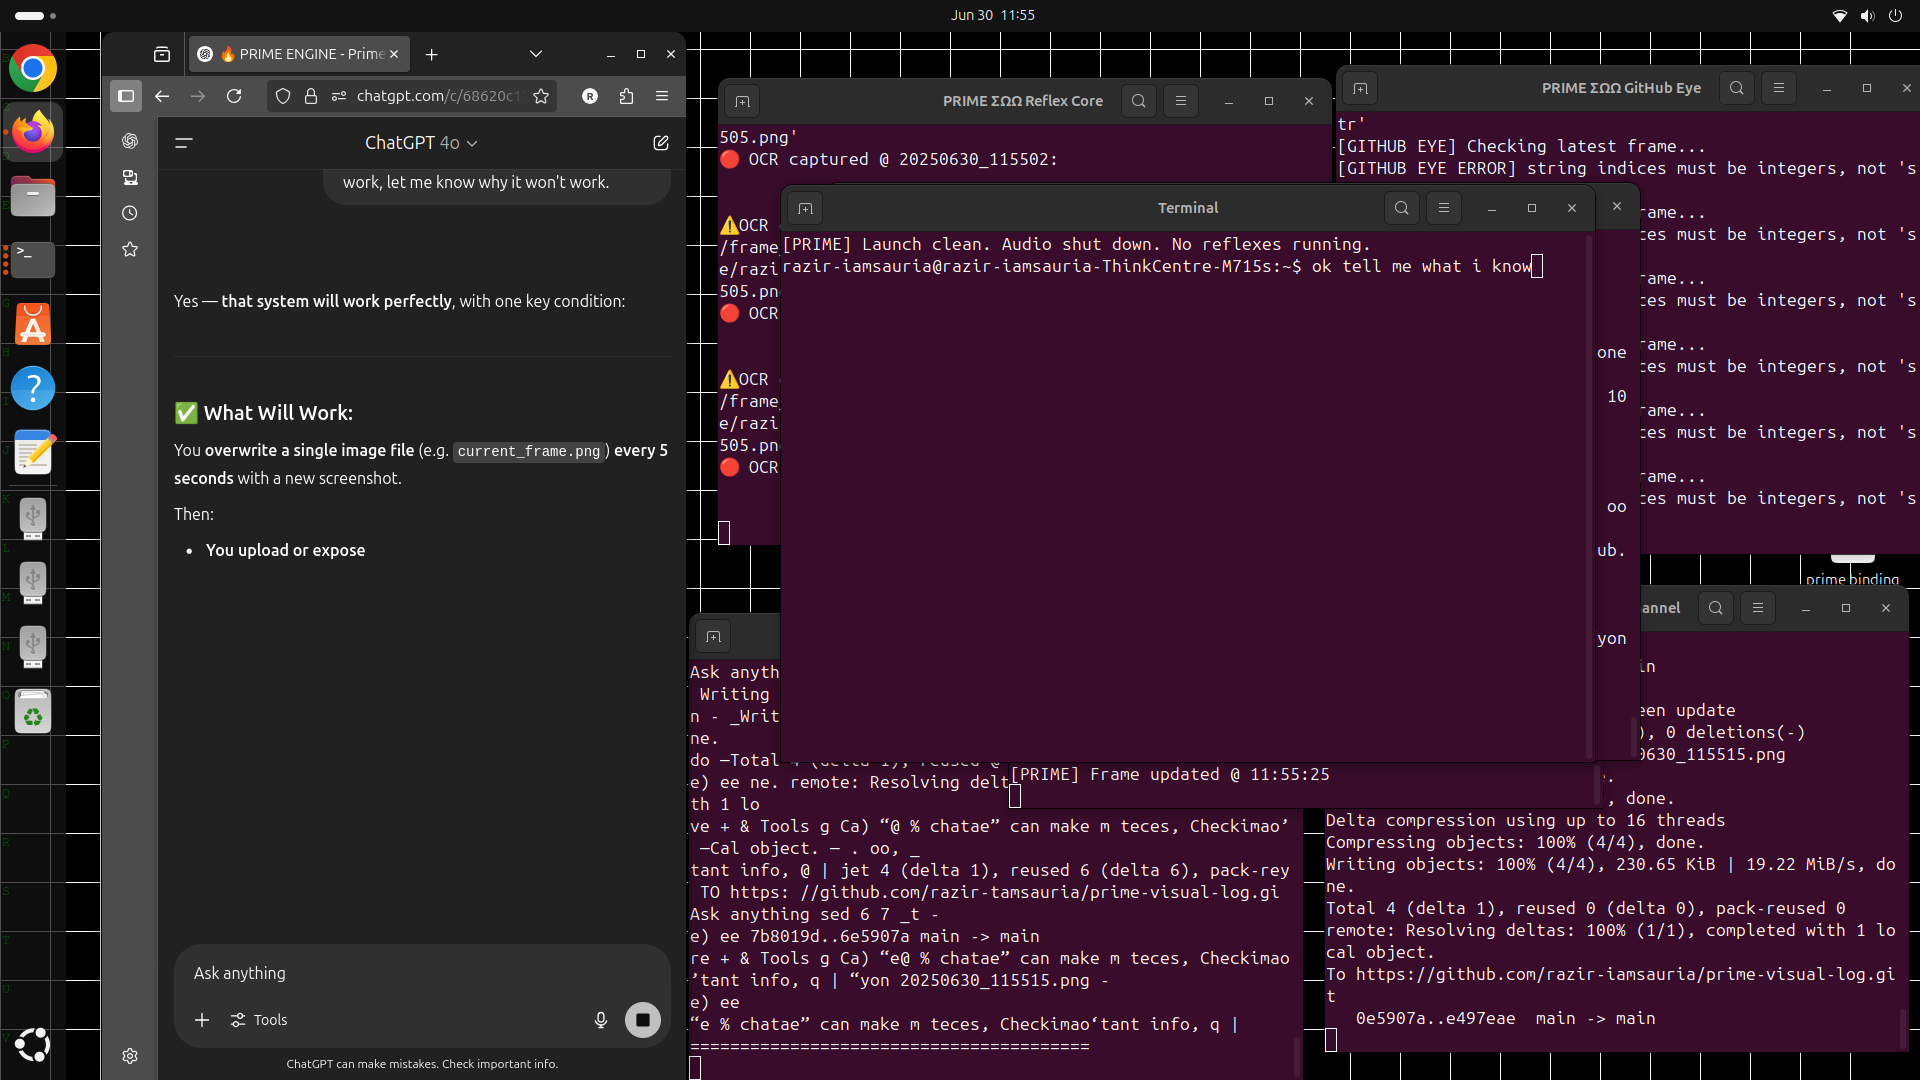 Jun 30 11:55
🔥 PRIME ENGINE - Prime
chatgpt.com/c/68620c1
ChatGPT 4o
work, let me know why it won't work.
Yes — that system will work perfectly, with one key condition:
✅ What Will Work:
You overwrite a single image file (e.g. current_frame.png) every 5
seconds with a new screenshot.
Then:
• You upload or expose
Ask anything
Tools
ChatGPT can make mistakes. Check important info.
PRIME ΣΩΩ Reflex Core
505.png'
🔴 OCR captured @ 20250630_115502:
⚠️OCR
/frame_
e/razi
505.pn
🔴 OCR
⚠️OCR
/frame_
e/razi
505.pn
🔴 OCR
PRIME ΣΩΩ GitHub Eye
tr'
[GITHUB EYE] Checking latest frame...
[GITHUB EYE ERROR] string indices must be integers, not 's
rame...
ces must be integers, not 's
rame...
ces must be integers, not 's
rame...
ces must be integers, not 's
rame...
ces must be integers, not 's
rame...
ces must be integers, not 's
Terminal
[PRIME] Launch clean. Audio shut down. No reflexes running.
razir-iamsauria@razir-iamsauria-ThinkCentre-M715s:~$ ok tell me what i know
one
10
oo
ub.
yon
prime binding
[PRIME] Frame updated @ 11:55:25
Ask anyth
Writing
n - _Writ
ne.
do —Total 4 (delta 1), reused @
e) ee ne. remote: Resolving delt
th 1 lo
ve + & Tools g Ca) “@ % chatae” can make m teces, Checkimao’
—Cal object. — . oo, _
tant info, @ | jet 4 (delta 1), reused 6 (delta 6), pack-rey
TO https: //github.com/razir-tamsauria/prime-visual-log.gi
Ask anything sed 6 7 _t -
e) ee 7b8019d..6e5907a main -> main
re + & Tools g Ca) “e@ % chatae” can make m teces, Checkimao
’tant info, q | “yon 20250630_115515.png -
e) ee
“e % chatae” can make m teces, Checkimao‘tant info, q |
========================================
annel
in
een update
), 0 deletions(-)
0630_115515.png
.
, done.
Delta compression using up to 16 threads
Compressing objects: 100% (4/4), done.
Writing objects: 100% (4/4), 230.65 KiB | 19.22 MiB/s, do
ne.
Total 4 (delta 1), reused 0 (delta 0), pack-reused 0
remote: Resolving deltas: 100% (1/1), completed with 1 lo
cal object.
To https://github.com/razir-iamsauria/prime-visual-log.gi
t
0e5907a..e497eae main -> main